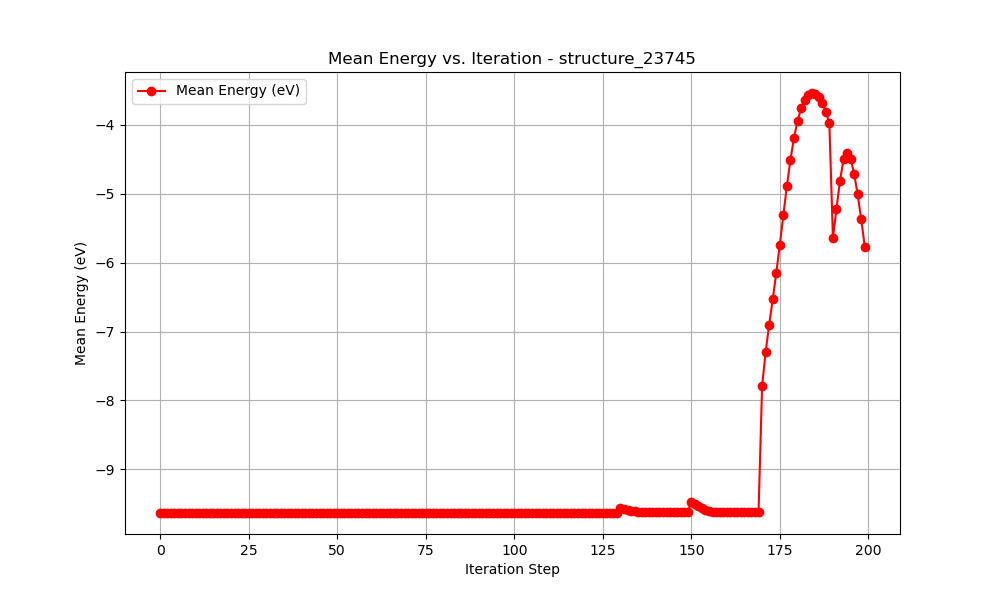 Mean Energy vs. Iteration - structure_23745
Mean Energy (eV)
Mean Energy (eV)
−4
−5
−6
−7
−8
−9
0 25 50 75 100 125 150 175 200
Iteration Step